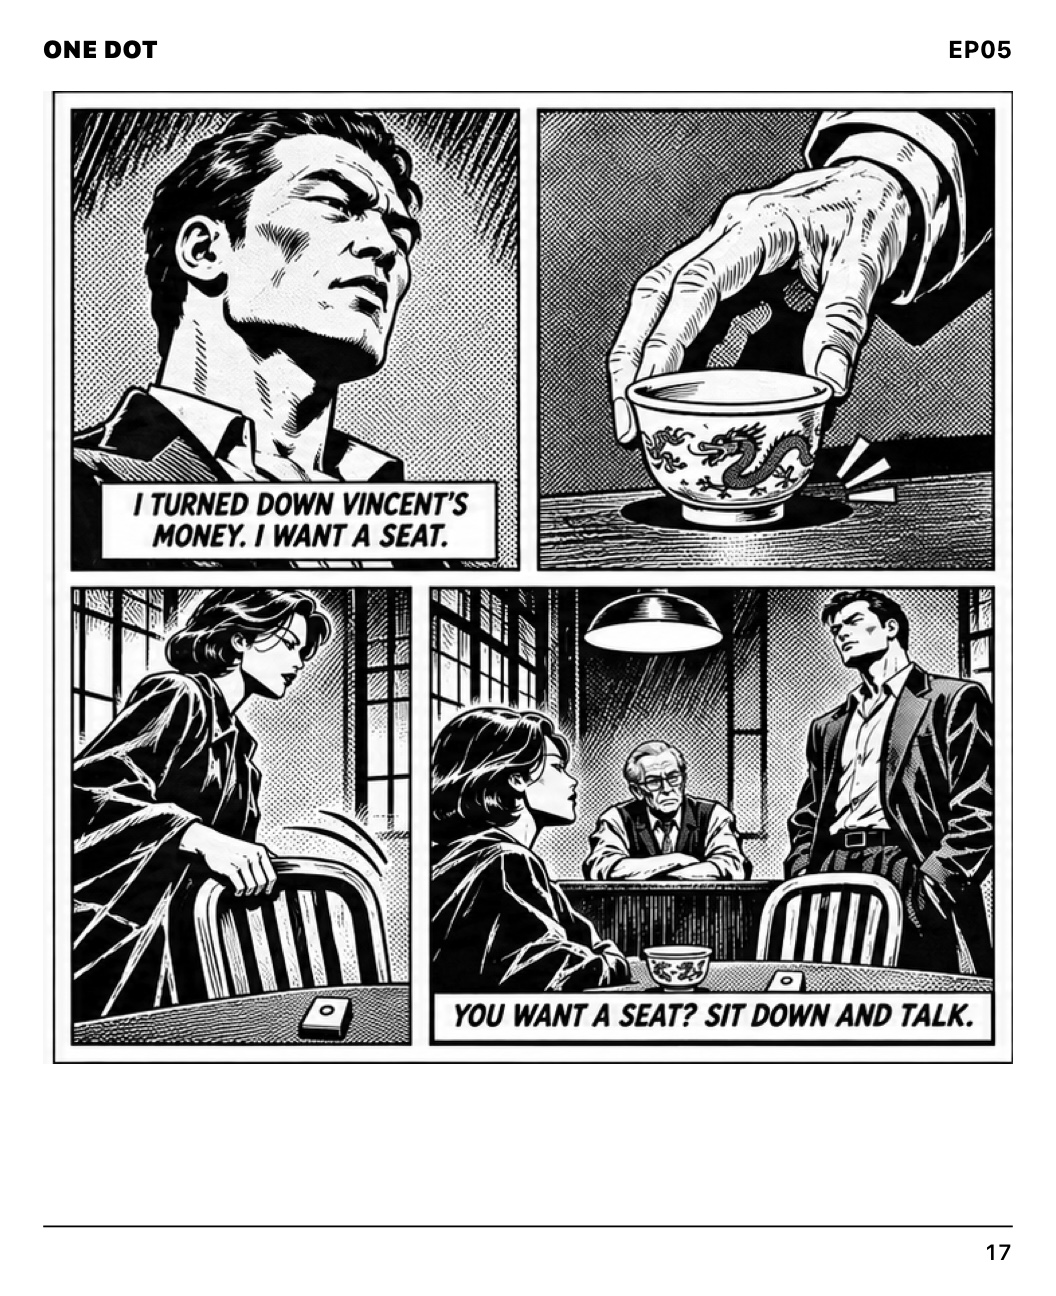 ONE DOT
EP05
I TURNED DOWN VINCENT'S
MONEY. I WANT A SEAT.
YOU WANT A SEAT? SIT DOWN AND TALK.
17